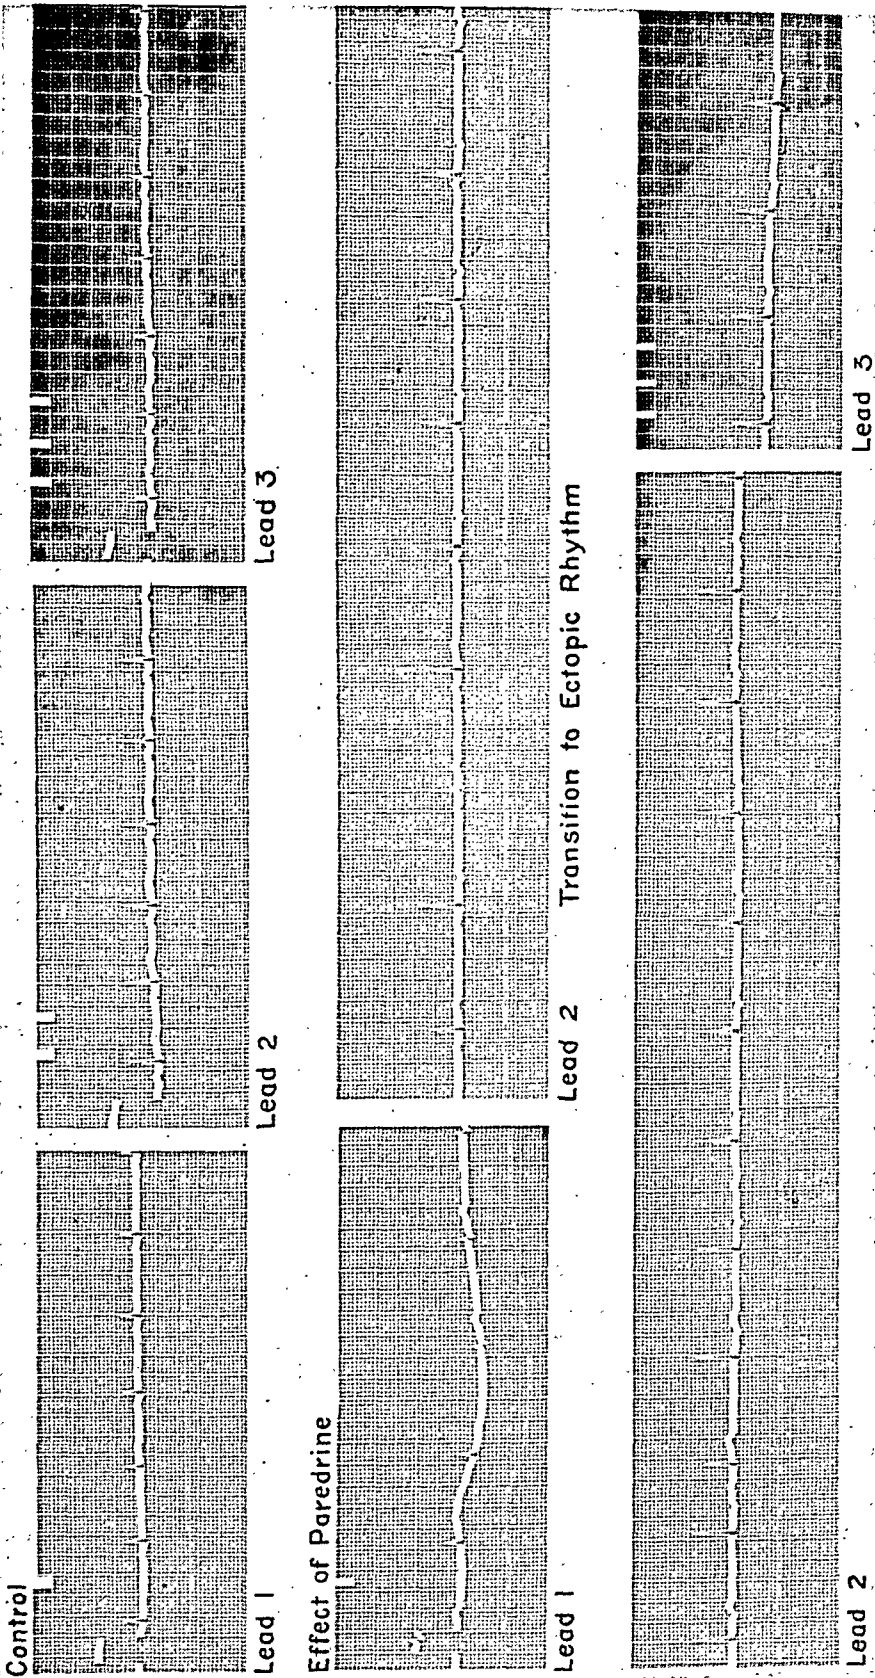 Control
Lead 1
Lead 2
Lead 3
Effect of Paredrine
Lead 1
Lead 2
Transition to Ectopic Rhythm
Lead 2
Lead 3